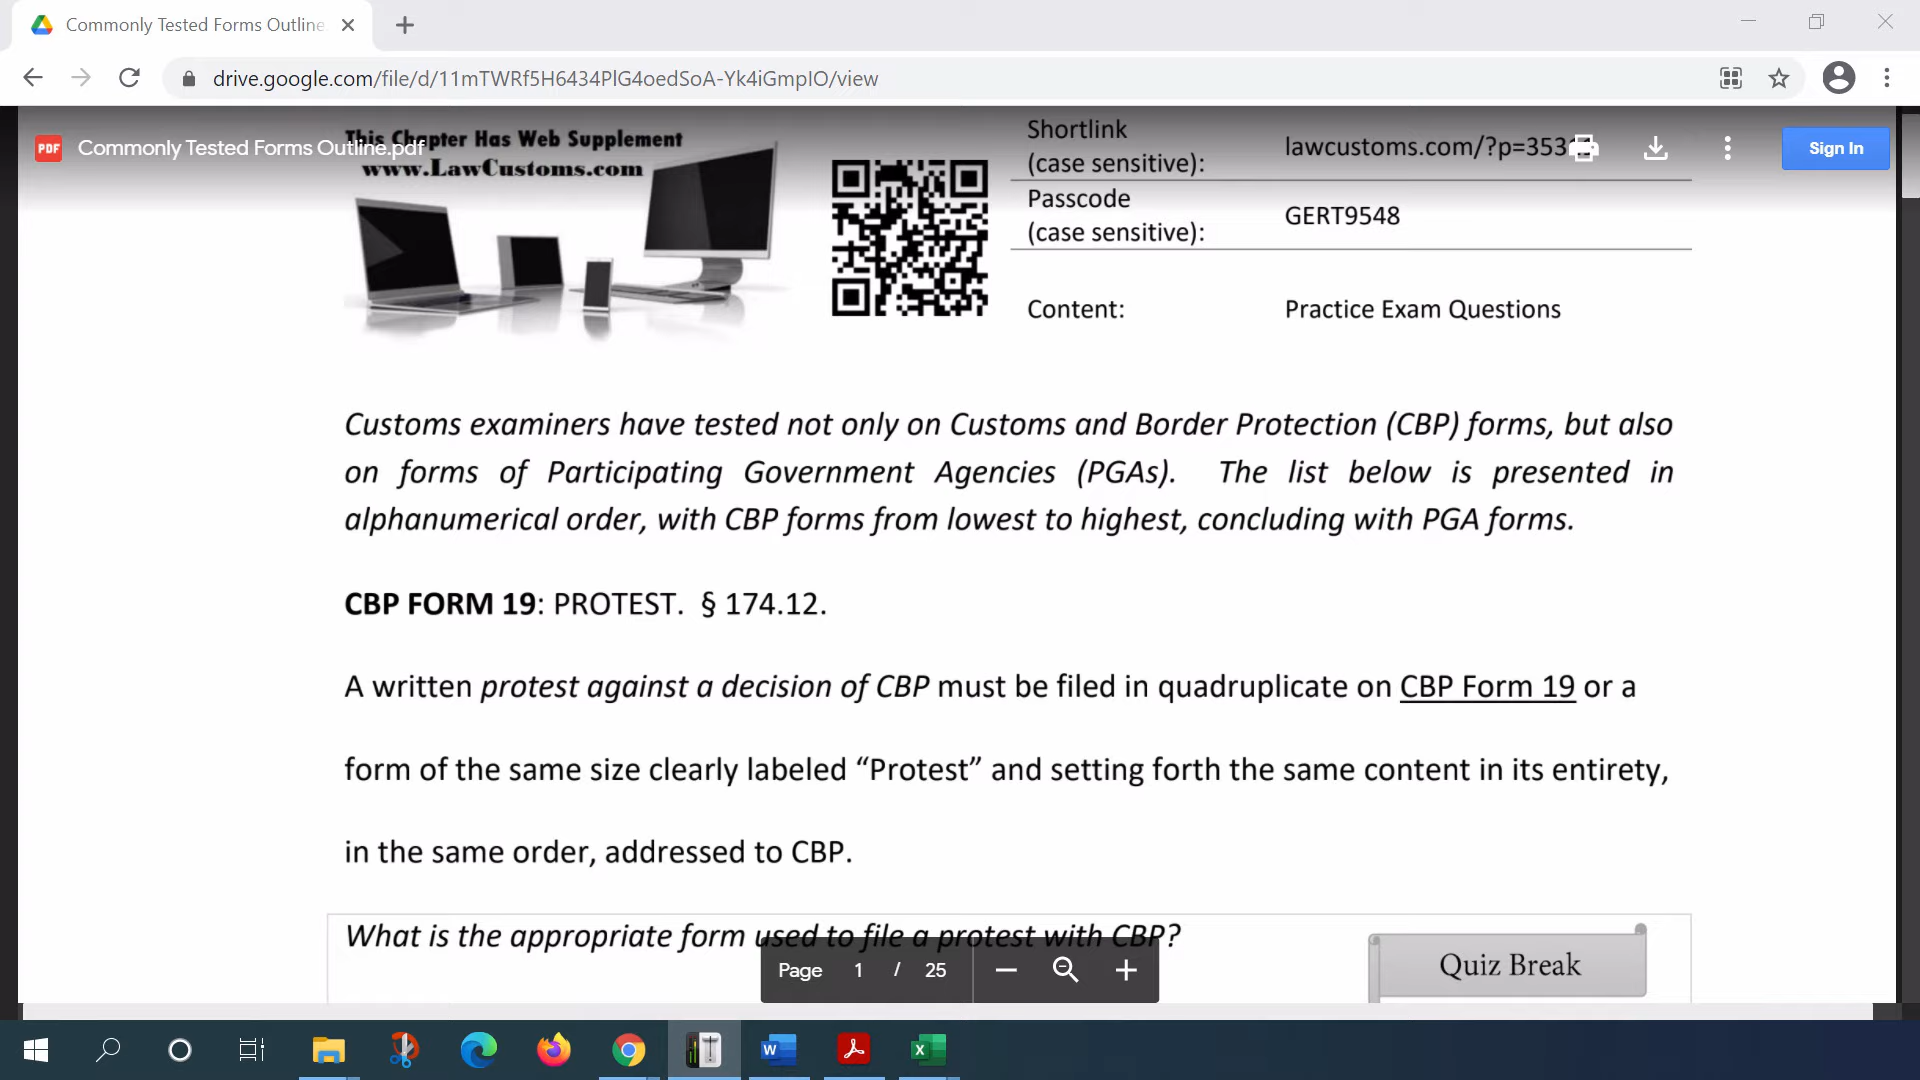 Commonly Tested Forms Outline
drive.google.com/file/d/11mTWRf5H6434PlG4oedSoA-Yk4iGmpIO/view
This Chapter Has Web Supplement
www.LawCustoms.com
PDF
Commonly Tested Forms Outline.pdf
Sign In
Shortlink
(case sensitive):
lawcustoms.com/?p=353
Passcode
(case sensitive):
GERT9548
Content:
Practice Exam Questions
Customs examiners have tested not only on Customs and Border Protection (CBP) forms, but also
on forms of Participating Government Agencies (PGAs). The list below is presented in
alphanumerical order, with CBP forms from lowest to highest, concluding with PGA forms.
CBP FORM 19: PROTEST. § 174.12.
A written protest against a decision of CBP must be filed in quadruplicate on CBP Form 19 or a
form of the same size clearly labeled “Protest” and setting forth the same content in its entirety,
in the same order, addressed to CBP.
What is the appropriate form used to file a protest with CBP?
Quiz Break
Page 1 / 25